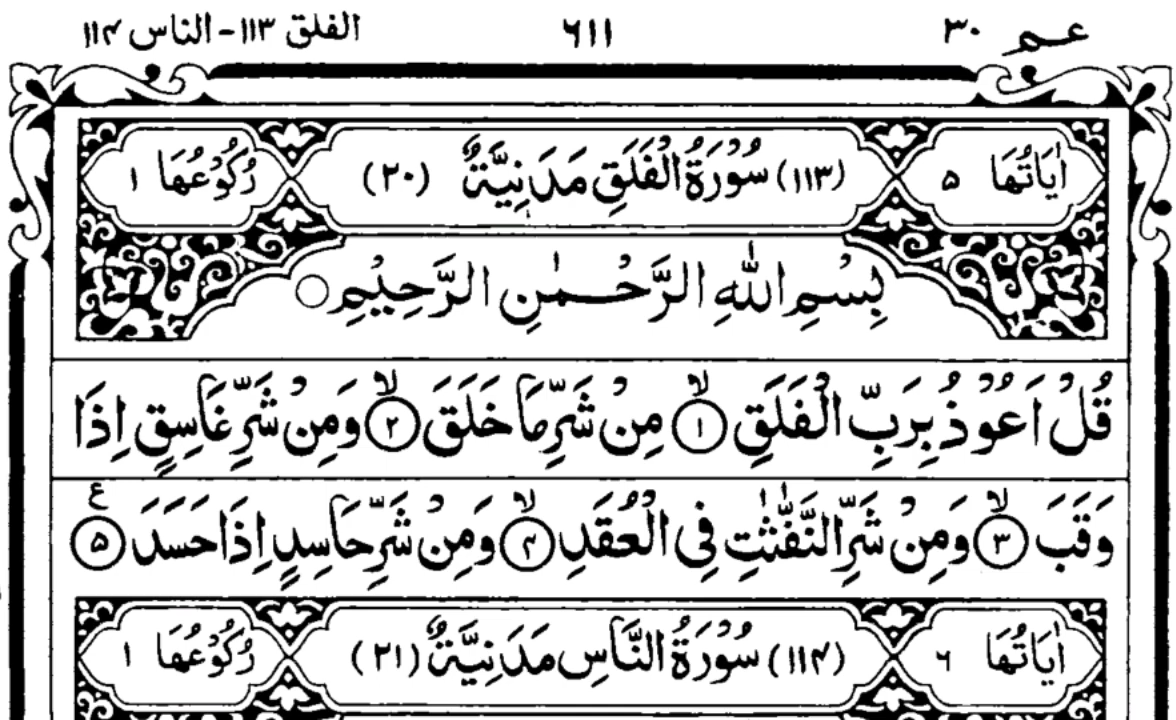 عـــم ٣٠ ٦١١ الفلق ١١٣ - الناس ١١٤
اٰيَاتُهَا ٥ (١١٣) سُوْرَةُ الْفَلَقِ مَدَنِيَّةٌ (٢٠) رُكُوْعُهَا ١
بِسْمِ اللّٰهِ الرَّحْمٰنِ الرَّحِيْمِ ○
قُلْ اَعُوْذُ بِرَبِّ الْفَلَقِ ۙ﴿١﴾ مِنْ شَرِّ مَا خَلَقَ ۙ﴿٢﴾ وَمِنْ شَرِّ غَاسِقٍ اِذَا
وَقَبَ ۙ﴿٣﴾ وَمِنْ شَرِّ النَّفّٰثٰتِ فِى الْعُقَدِ ۙ﴿٤﴾ وَمِنْ شَرِّ حَاسِدٍ اِذَا حَسَدَ ﴿٥﴾ ع
اٰيَاتُهَا ٦ (١١٤) سُوْرَةُ النَّاسِ مَدَنِيَّةٌ (٢١) رُكُوْعُهَا ١